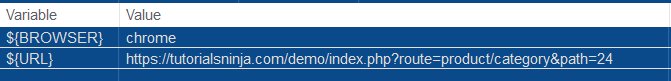 Variable Value
${BROWSER} chrome
${URL} https://tutorialsninja.com/demo/index.php?route=product/category&path=24